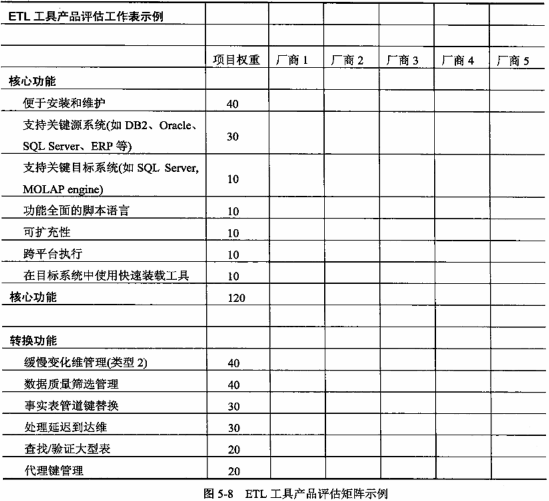 ETL 工具产品评估工作表示例
项目权重 厂商 1 厂商 2 厂商 3 厂商 4 厂商 5
核心功能
便于安装和维护 40
支持关键源系统(如 DB2、Oracle、
SQL Server、ERP 等) 30
支持关键目标系统(如 SQL Server,
MOLAP engine) 10
功能全面的脚本语言 10
可扩充性 10
跨平台执行 10
在目标系统中使用快速装载工具 10
核心功能 120
转换功能
缓慢变化维管理(类型 2) 40
数据质量筛选管理 40
事实表管道键替换 30
处理延迟到达维 30
查找/验证大型表 20
代理键管理 20
图 5-8 ETL 工具产品评估矩阵示例